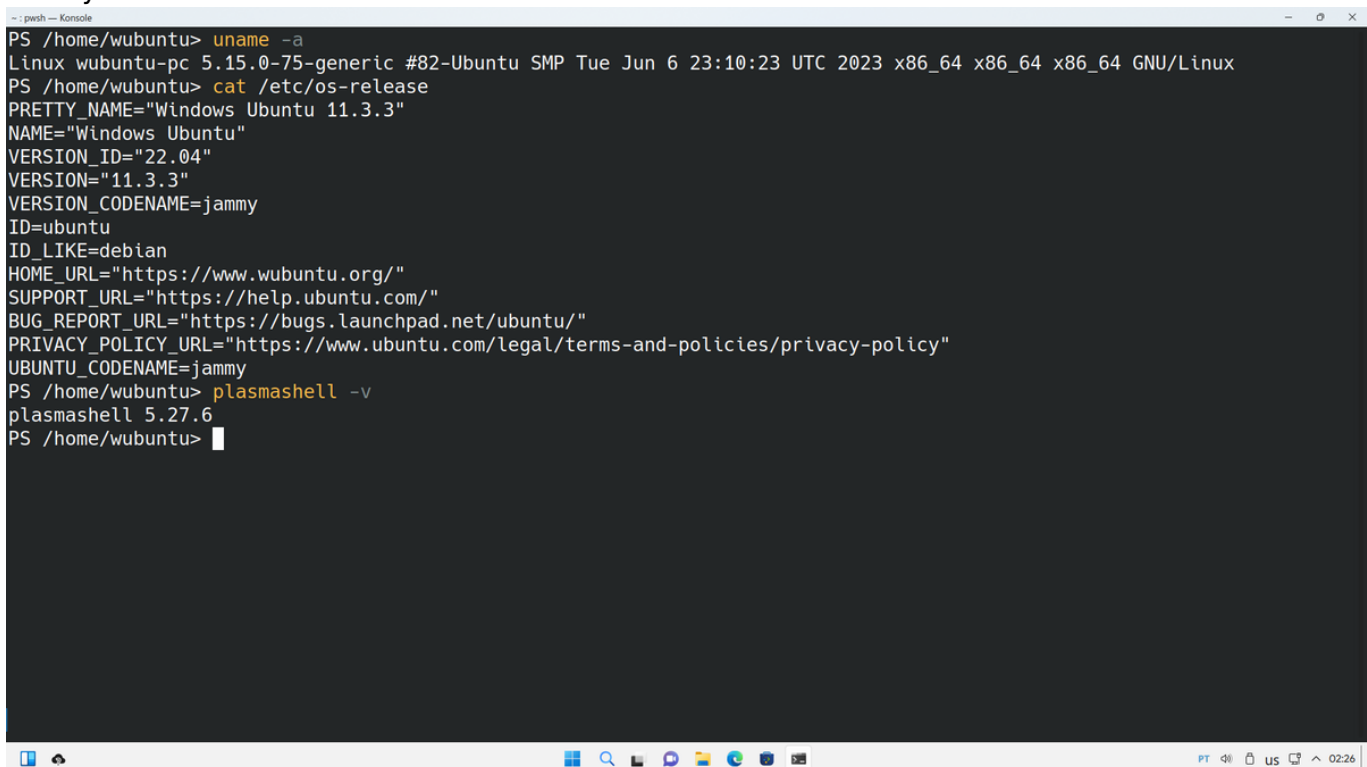 ~ : pwsh — Konsole
PS /home/wubuntu> uname -a
Linux wubuntu-pc 5.15.0-75-generic #82-Ubuntu SMP Tue Jun 6 23:10:23 UTC 2023 x86_64 x86_64 x86_64 GNU/Linux
PS /home/wubuntu> cat /etc/os-release
PRETTY_NAME="Windows Ubuntu 11.3.3"
NAME="Windows Ubuntu"
VERSION_ID="22.04"
VERSION="11.3.3"
VERSION_CODENAME=jammy
ID=ubuntu
ID_LIKE=debian
HOME_URL="https://www.wubuntu.org/"
SUPPORT_URL="https://help.ubuntu.com/"
BUG_REPORT_URL="https://bugs.launchpad.net/ubuntu/"
PRIVACY_POLICY_URL="https://www.ubuntu.com/legal/terms-and-policies/privacy-policy"
UBUNTU_CODENAME=jammy
PS /home/wubuntu> plasmashell -v
plasmashell 5.27.6
PS /home/wubuntu>
PT US 02:26